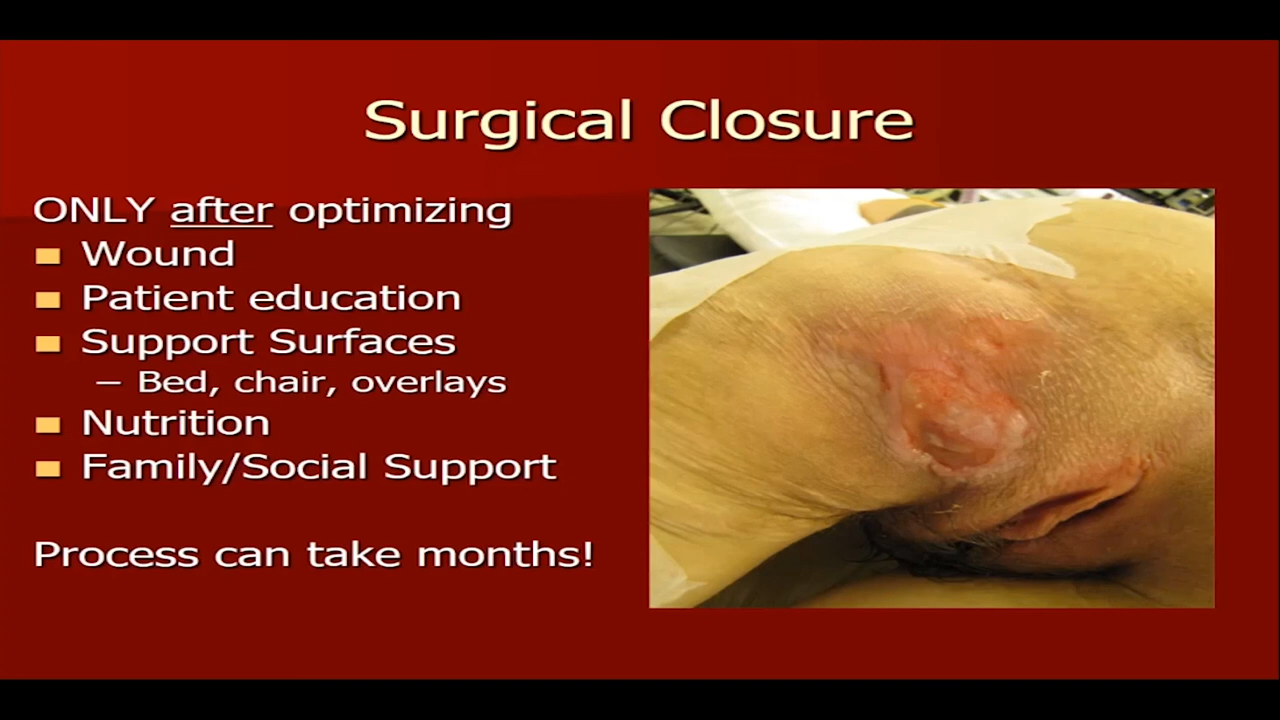 Surgical Closure
ONLY after optimizing
Wound
Patient education
Support Surfaces
– Bed, chair, overlays
Nutrition
Family/Social Support
Process can take months!